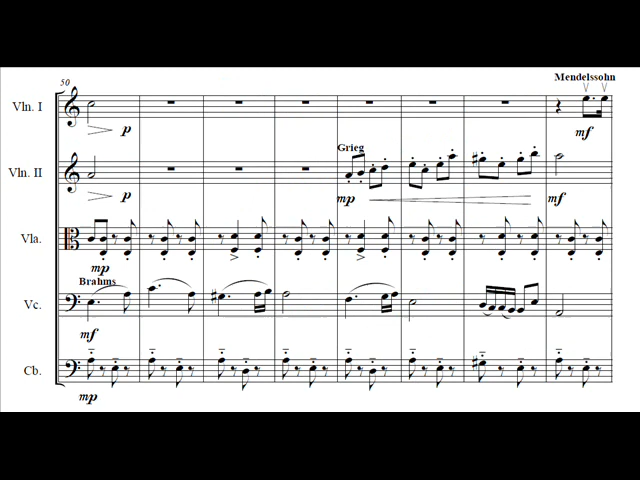 Mendelssohn
50
Vln. I
p
mf
Grieg
Vln. II
p
mp
mf
Vla.
mp
Brahms
Vc.
mf
Cb.
mp